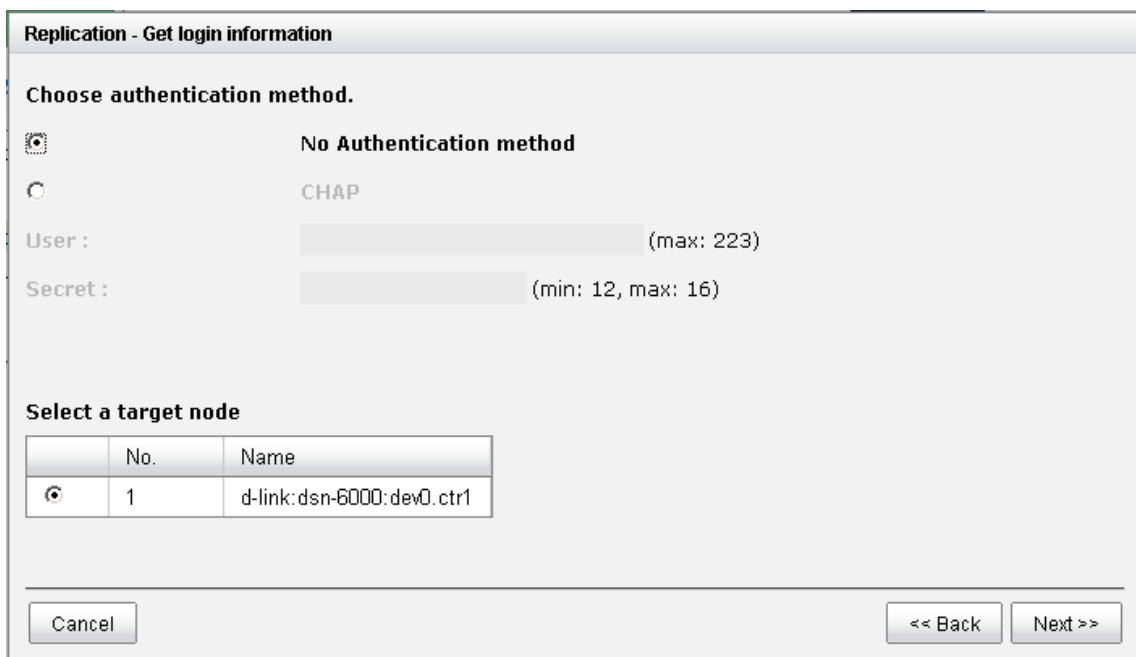 Replication - Get login information
Choose authentication method.
No Authentication method
CHAP
User : (max: 223)
Secret : (min: 12, max: 16)
Select a target node
No. Name
1 d-link:dsn-6000:dev0.ctr1
Cancel << Back Next >>